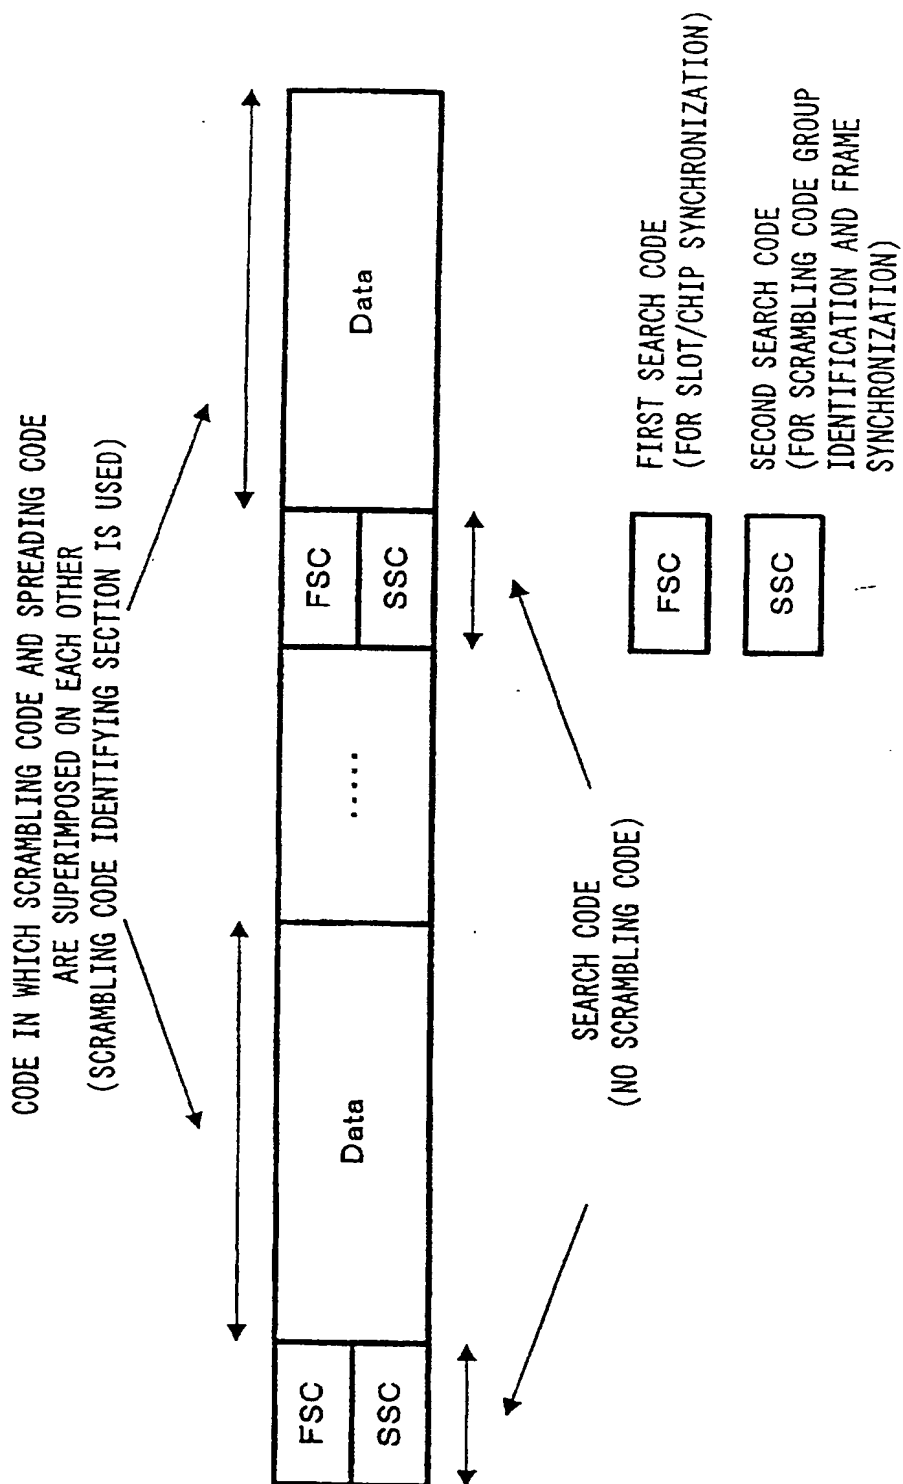 CODE IN WHICH SCRAMBLING CODE AND SPREADING CODE
ARE SUPERIMPOSED ON EACH OTHER
(SCRAMBLING CODE IDENTIFYING SECTION IS USED)
FSC
SSC
Data
.....
FSC
SSC
Data
SEARCH CODE
(NO SCRAMBLING CODE)
FSC
FIRST SEARCH CODE
(FOR SLOT/CHIP SYNCHRONIZATION)
SSC
SECOND SEARCH CODE
(FOR SCRAMBLING CODE GROUP
IDENTIFICATION AND FRAME
SYNCHRONIZATION)